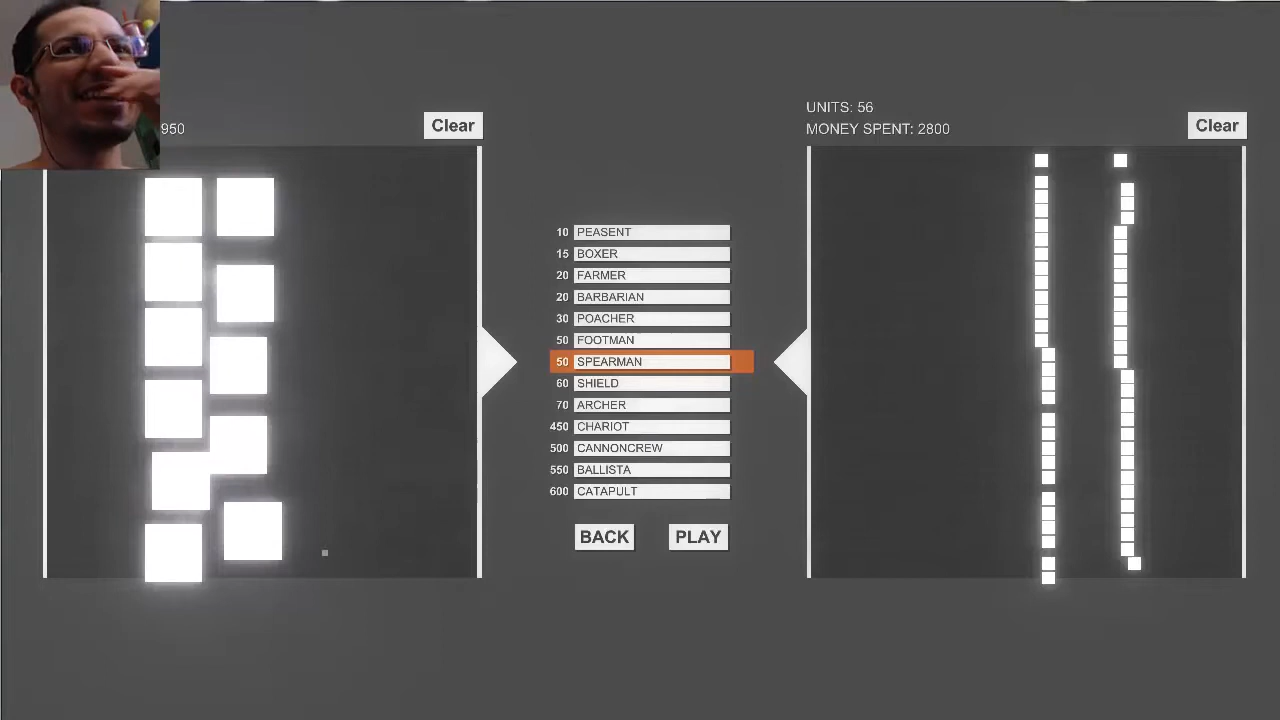 950
Clear
UNITS: 56
MONEY SPENT: 2800
Clear
10 PEASENT
15 BOXER
20 FARMER
20 BARBARIAN
30 POACHER
50 FOOTMAN
50 SPEARMAN
60 SHIELD
70 ARCHER
450 CHARIOT
500 CANNONCREW
550 BALLISTA
600 CATAPULT
BACK
PLAY